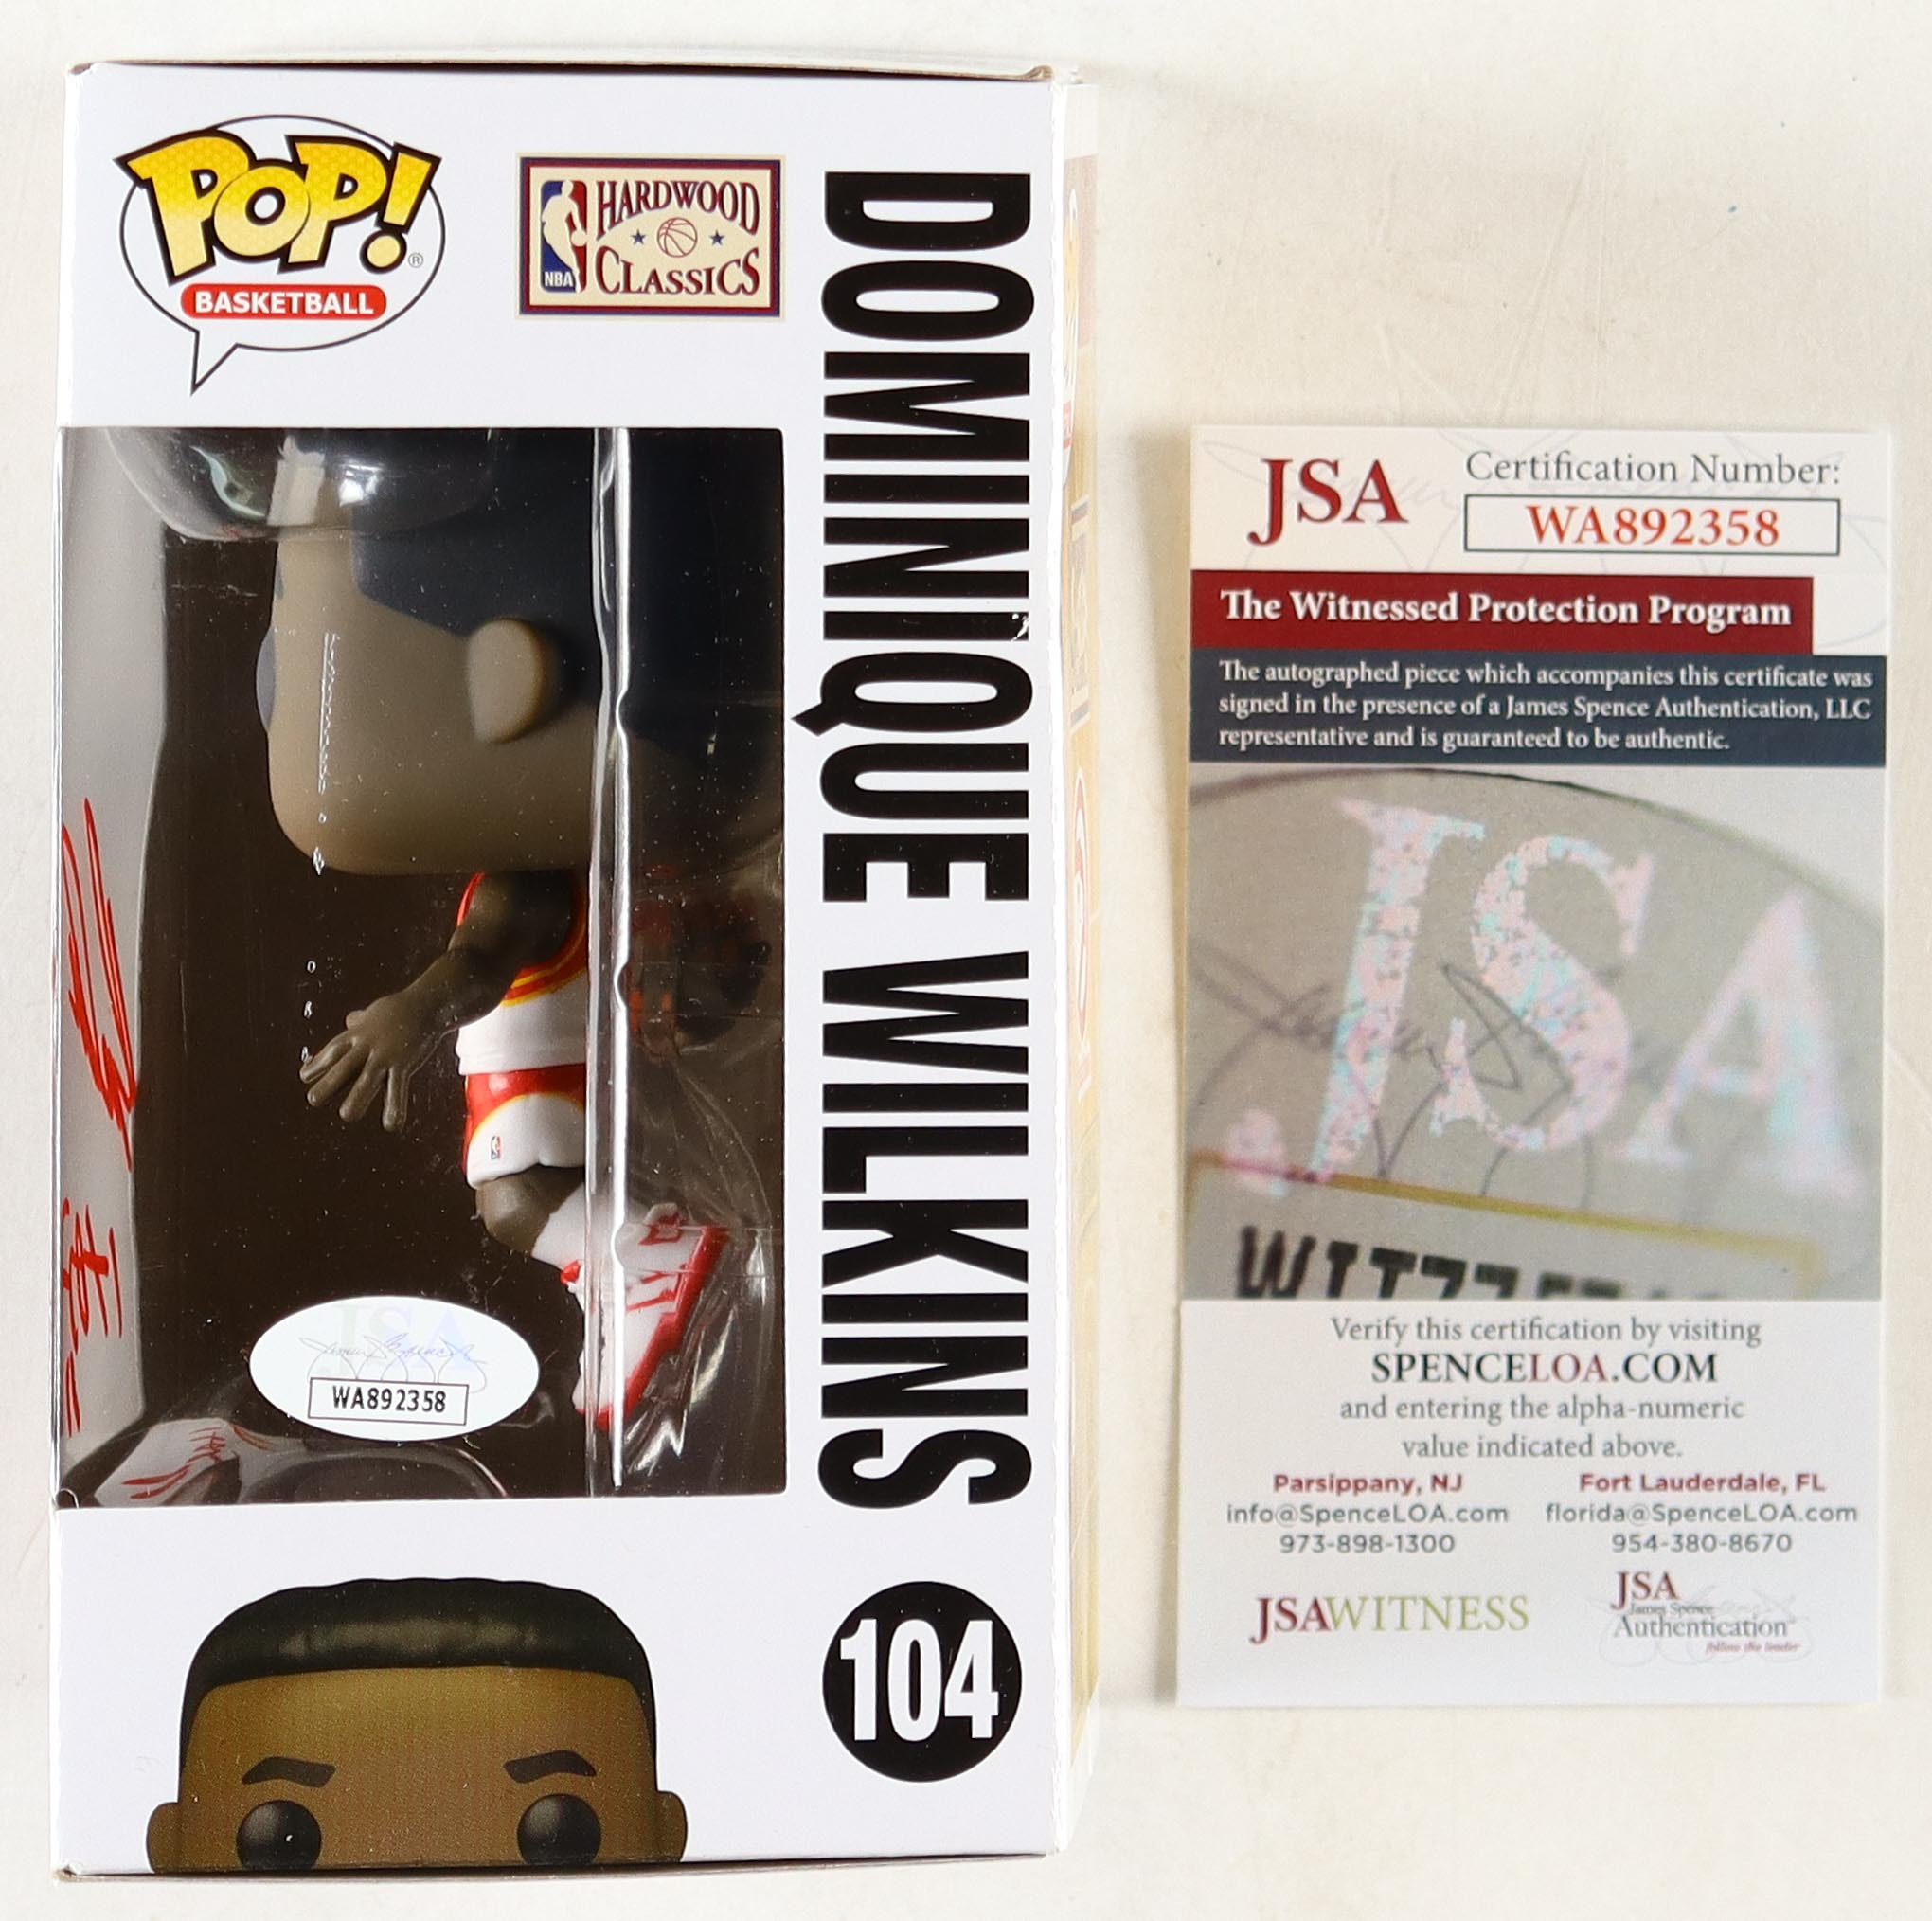 POP!®
BASKETBALL
HARDWOOD
CLASSICS
NBA
DOMINIQUE WILKINS
JSA
WA892358
104
JSA
Certification Number:
WA892358
The Witnessed Protection Program
The autographed piece which accompanies this certificate was
signed in the presence of a James Spence Authentication, LLC
representative and is guaranteed to be authentic.
JSA
Verify this certification by visiting
SPENCELOA.COM
and entering the alpha-numeric
value indicated above.
Parsippany, NJ
info@SpenceLOA.com
973-898-1300
Fort Lauderdale, FL
florida@SpenceLOA.com
954-380-8670
JSAWITNESS
JSA
James Spence
Authentication
follow the leader